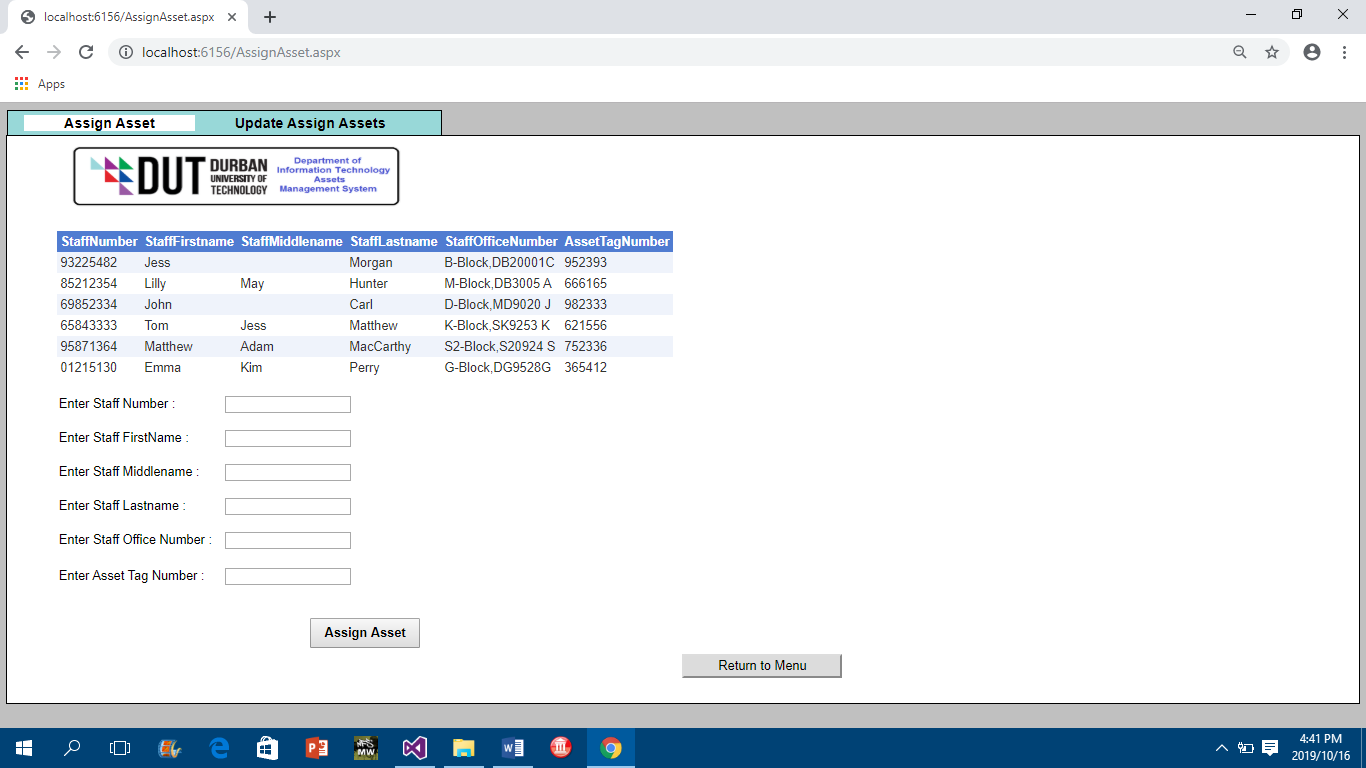 localhost:6156/AssignAsset.aspx
localhost:6156/AssignAsset.aspx
Apps
Assign Asset Update Assign Assets
DUT
DURBAN
UNIVERSITY OF
TECHNOLOGY
Department of
Information Technology
Assets
Management System
StaffNumber StaffFirstname StaffMiddlename StaffLastname StaffOfficeNumber AssetTagNumber
93225482 Jess Morgan B-Block,DB20001C 952393
85212354 Lilly May Hunter M-Block,DB3005 A 666165
69852334 John Carl D-Block,MD9020 J 982333
65843333 Tom Jess Matthew K-Block,SK9253 K 621556
95871364 Matthew Adam MacCarthy S2-Block,S20924 S 752336
01215130 Emma Kim Perry G-Block,DG9528G 365412
Enter Staff Number :
Enter Staff FirstName :
Enter Staff Middlename :
Enter Staff Lastname :
Enter Staff Office Number :
Enter Asset Tag Number :
Assign Asset
Return to Menu
4:41 PM
2019/10/16